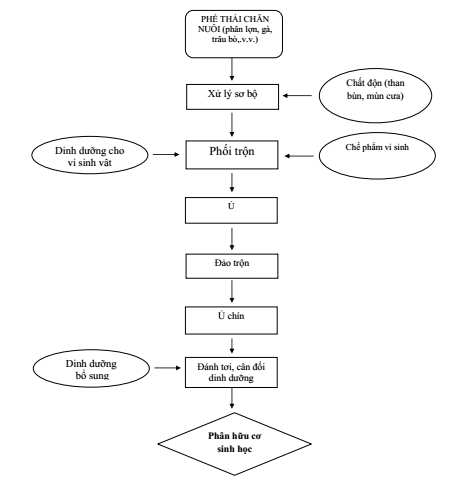 PHẾ THẢI CHĂN
NUÔI (phân lợn, gà,
trâu bò,.v.v.)
Xử lý sơ bộ
Chất độn (than
bùn, mùn cưa)
Dinh dưỡng cho
vi sinh vật
Phối trộn
Chế phẩm vi sinh
Ủ
Đảo trộn
Ủ chín
Dinh dưỡng
bổ sung
Đánh tơi, cân đối
dinh dưỡng
Phân hữu cơ
sinh học